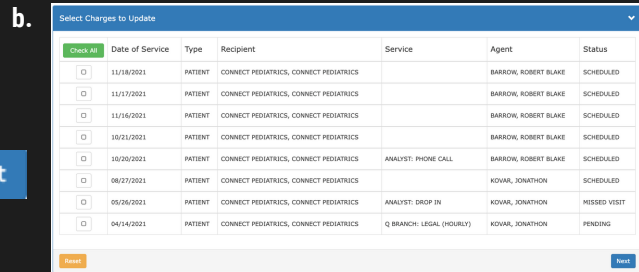 b.
Select Charges to Update
Check All Date of Service Type Recipient Service Agent Status
11/18/2021 PATIENT CONNECT PEDIATRICS, CONNECT PEDIATRICS BARROW, ROBERT BLAKE SCHEDULED
11/17/2021 PATIENT CONNECT PEDIATRICS, CONNECT PEDIATRICS BARROW, ROBERT BLAKE SCHEDULED
11/16/2021 PATIENT CONNECT PEDIATRICS, CONNECT PEDIATRICS BARROW, ROBERT BLAKE SCHEDULED
10/21/2021 PATIENT CONNECT PEDIATRICS, CONNECT PEDIATRICS BARROW, ROBERT BLAKE SCHEDULED
10/20/2021 PATIENT CONNECT PEDIATRICS, CONNECT PEDIATRICS ANALYST: PHONE CALL BARROW, ROBERT BLAKE SCHEDULED
08/27/2021 PATIENT CONNECT PEDIATRICS, CONNECT PEDIATRICS KOVAR, JONATHON SCHEDULED
05/26/2021 PATIENT CONNECT PEDIATRICS, CONNECT PEDIATRICS ANALYST: DROP IN KOVAR, JONATHON MISSED VISIT
04/14/2021 PATIENT CONNECT PEDIATRICS, CONNECT PEDIATRICS Q BRANCH: LEGAL (HOURLY) KOVAR, JONATHON PENDING
Reset Next